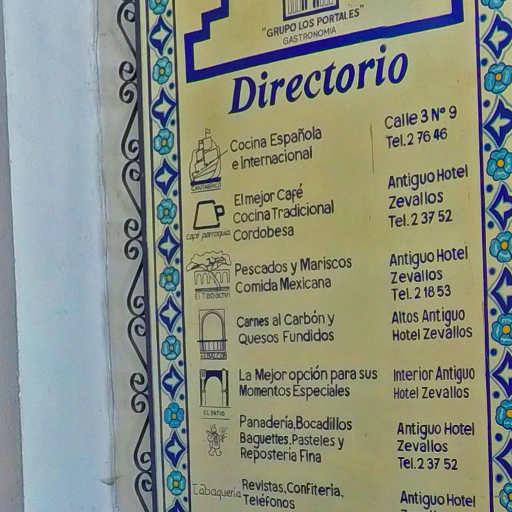 "GRUPO LOS PORTALES"
GASTRONOMIA
Directorio
Cocina Española
e Internacional
Calle 3 Nº 9
Tel.2 76 46
El mejor Café
Cocina Tradicional
Cordobesa
café parroquia
Antiguo Hotel
Zevallos
Tel.2 37 52
Pescados y Mariscos
Comida Mexicana
Antiguo Hotel
Zevallos
Tel.2 18 53
Carnes al Carbón y
Quesos Fundidos
Altos Antiguo
Hotel Zevállos
La Mejor opción para sus
Momentos Especiales
EL PATIO
Interior Antiguo
Hotel Zevallos
Panadería,Bocadillos
Baguettes,Pasteles y
Repostería Fina
Antiguo Hotel
Zevallos
Tel.2 37 52
Tabaquería
Revistas,Confitería,
Teléfonos
Antiguo Hotel